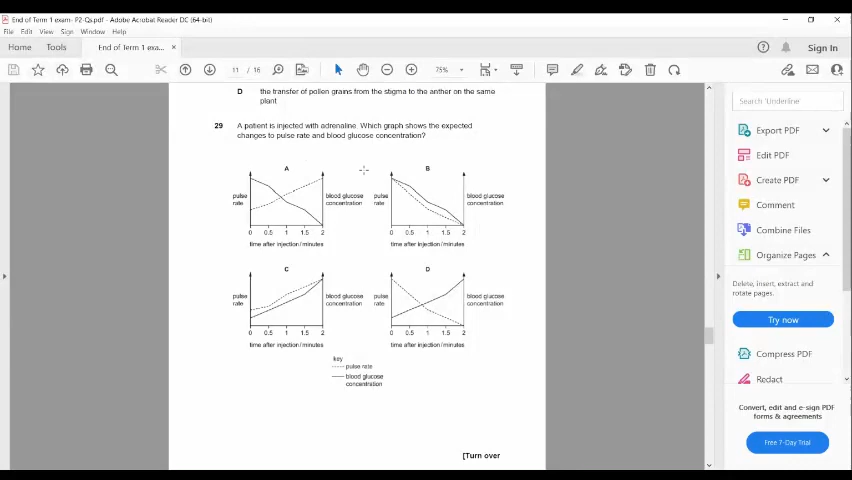 End of Term 1 exam- P2-Qs.pdf - Adobe Acrobat Reader DC (64-bit)
File Edit View Sign Window Help
Home Tools End of Term 1 exa... × Sign In
11 / 16 75%
D the transfer of pollen grains from the stigma to the anther on the same
plant
29 A patient is injected with adrenaline. Which graph shows the expected
changes to pulse rate and blood glucose concentration?
A B
pulse
rate
blood glucose
concentration
pulse
rate
blood glucose
concentration
0 0.5 1 1.5 2 0 0.5 1 1.5 2
time after injection/minutes time after injection/minutes
C D
pulse
rate
blood glucose
concentration
pulse
rate
blood glucose
concentration
0 0.5 1 1.5 2 0 0.5 1 1.5 2
time after injection/minutes time after injection/minutes
key
pulse rate
blood glucose
concentration
[Turn over
Search 'Underline'
Export PDF
Edit PDF
Create PDF
Comment
Combine Files
Organize Pages
Delete, insert, extract and
rotate pages.
Try now
Compress PDF
Redact
Convert, edit and e-sign PDF
forms & agreements
Free 7-Day Trial